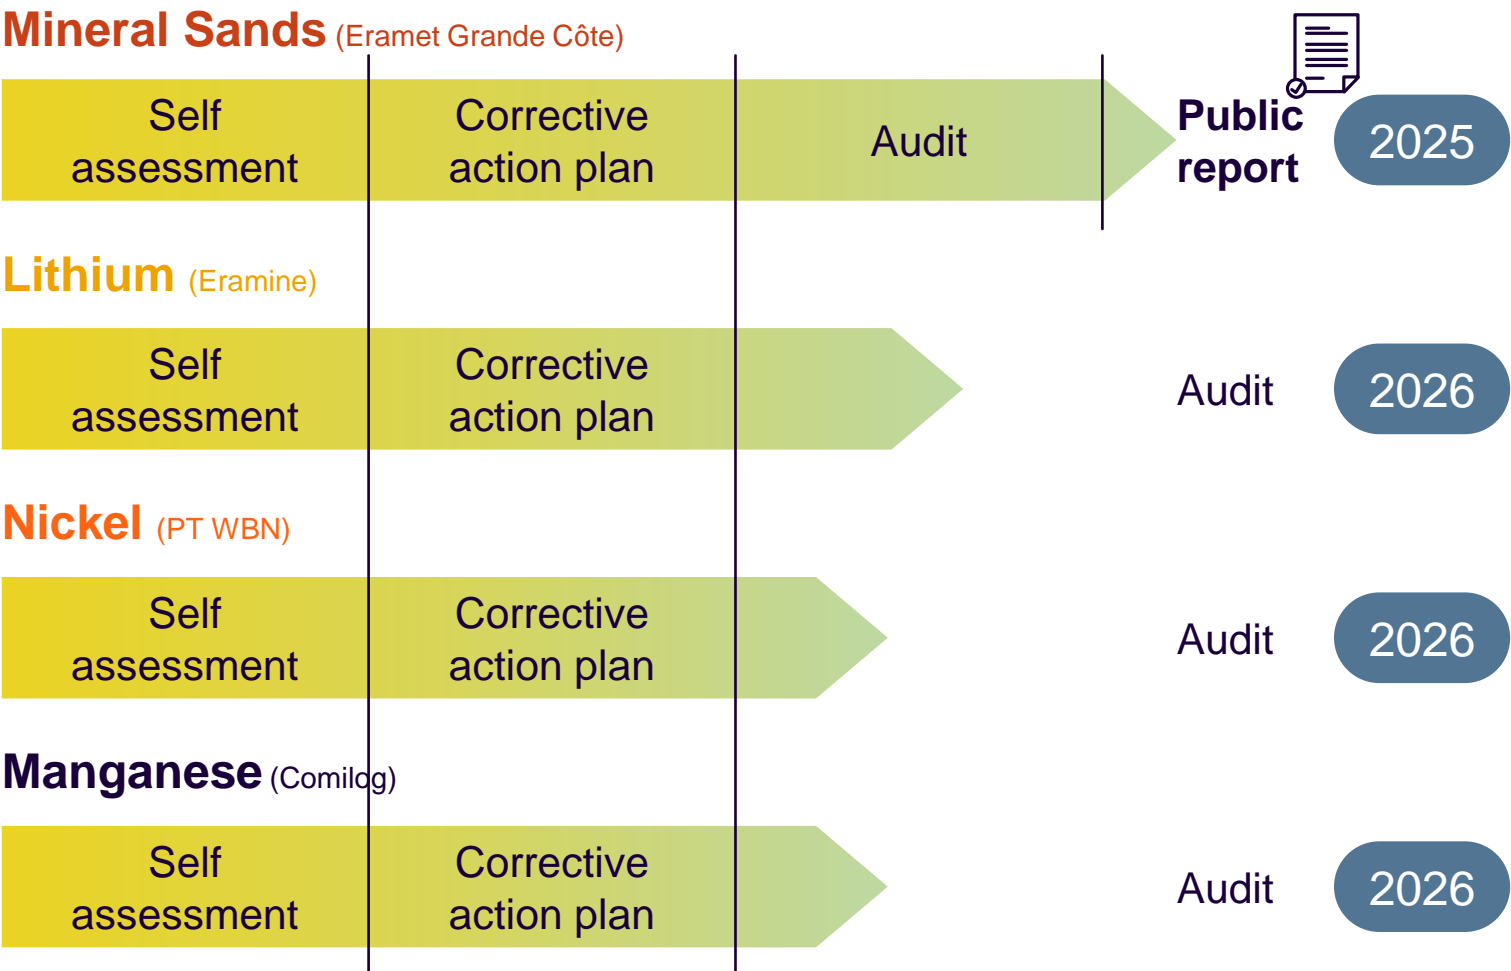 Mineral Sands (Eramet Grande Côte)
Self
assessment
Corrective
action plan
Audit
Public
report
2025
Lithium (Eramine)
Self
assessment
Corrective
action plan
Audit
2026
Nickel (PT WBN)
Self
assessment
Corrective
action plan
Audit
2026
Manganese (Comilog)
Self
assessment
Corrective
action plan
Audit
2026